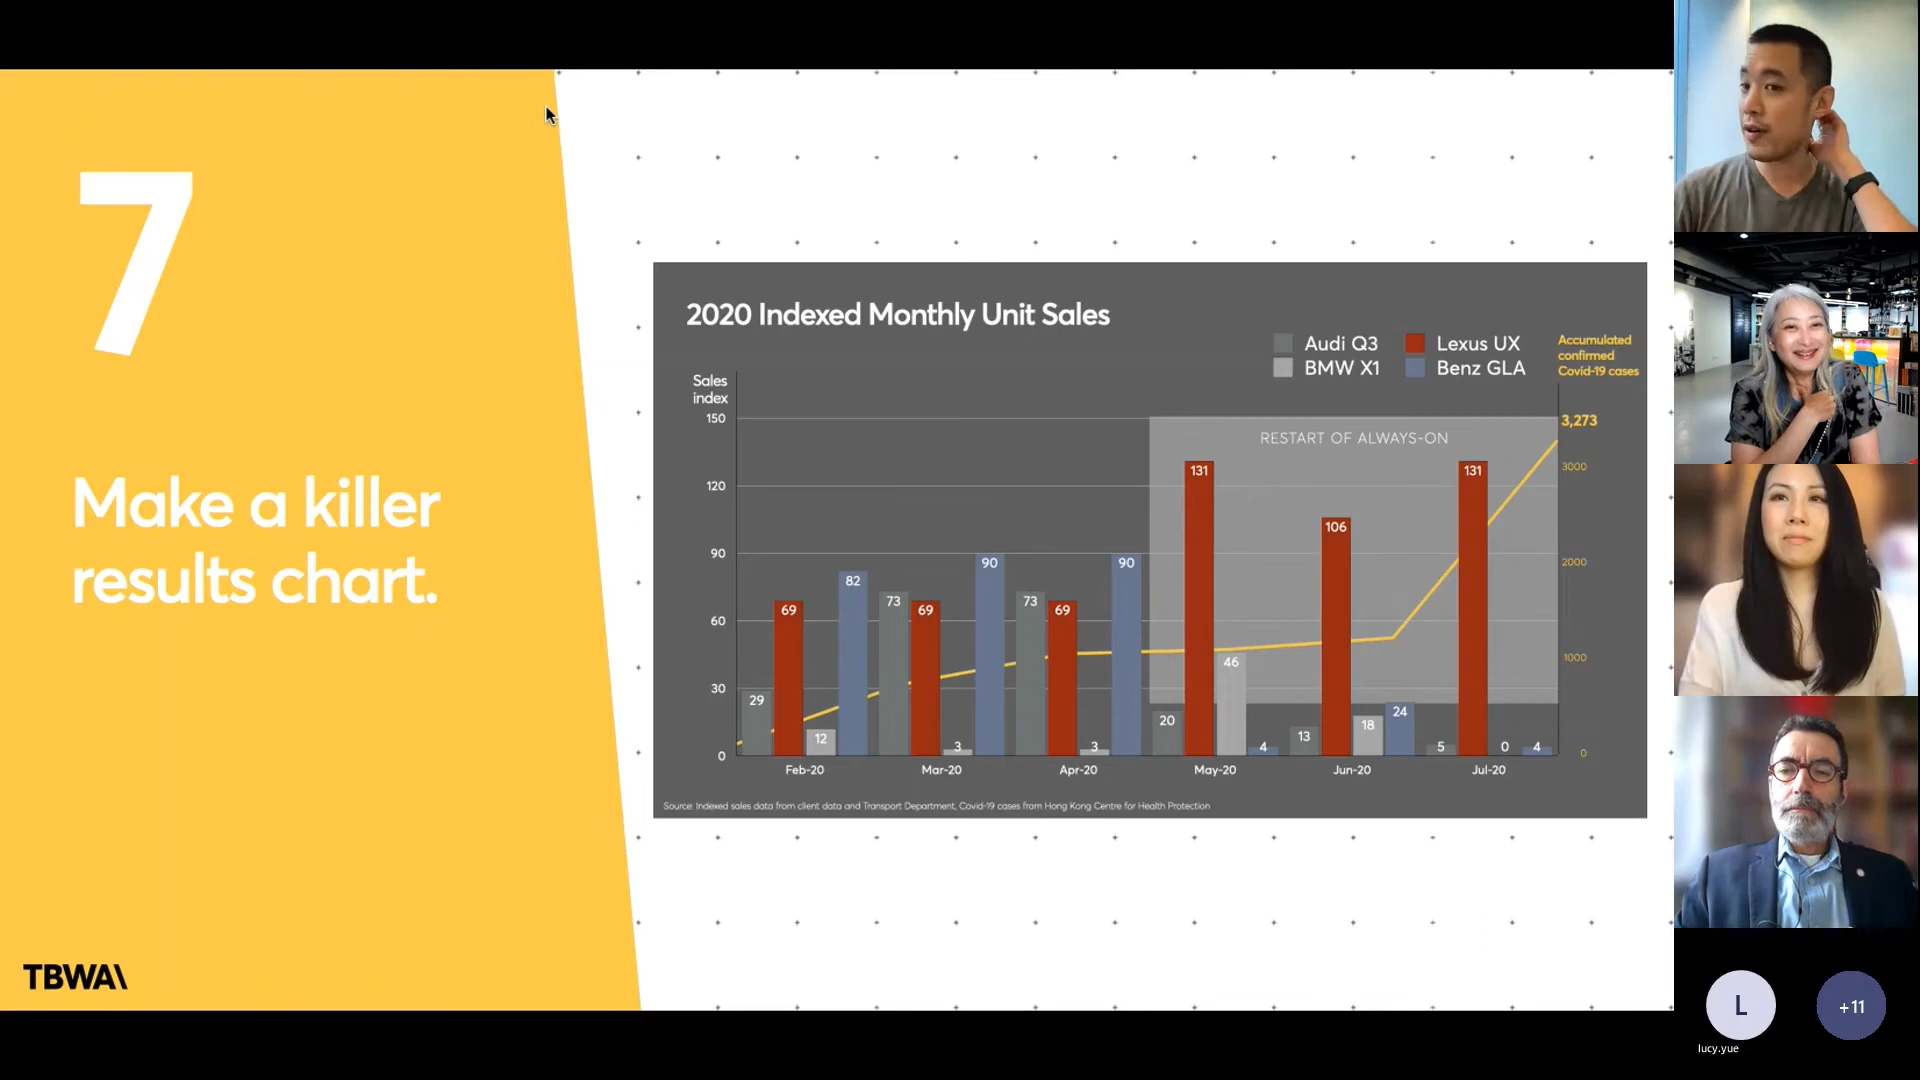 7
Make a killer
results chart.
TBWA\
2020 Indexed Monthly Unit Sales
Audi Q3
Lexus UX
BMW X1
Benz GLA
Accumulated
confirmed
Covid-19 cases
Sales
index
150
120
90
60
30
0
RESTART OF ALWAYS-ON
3,273
3000
2000
1000
0
29
69
12
82
73
69
3
90
73
69
3
90
20
131
46
4
13
106
18
24
5
131
0
4
Feb-20
Mar-20
Apr-20
May-20
Jun-20
Jul-20
Source: Indexed sales data from client data and Transport Department, Covid-19 cases from Hong Kong Centre for Health Protection
L
+11
lucy.yue